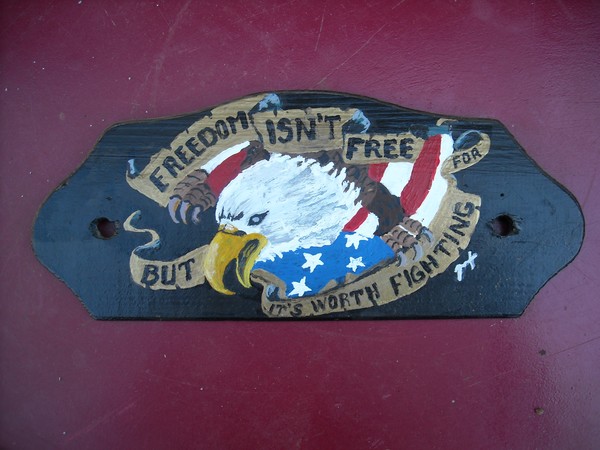 FREEDOM ISN'T FREE
BUT IT'S WORTH FIGHTING
FOR